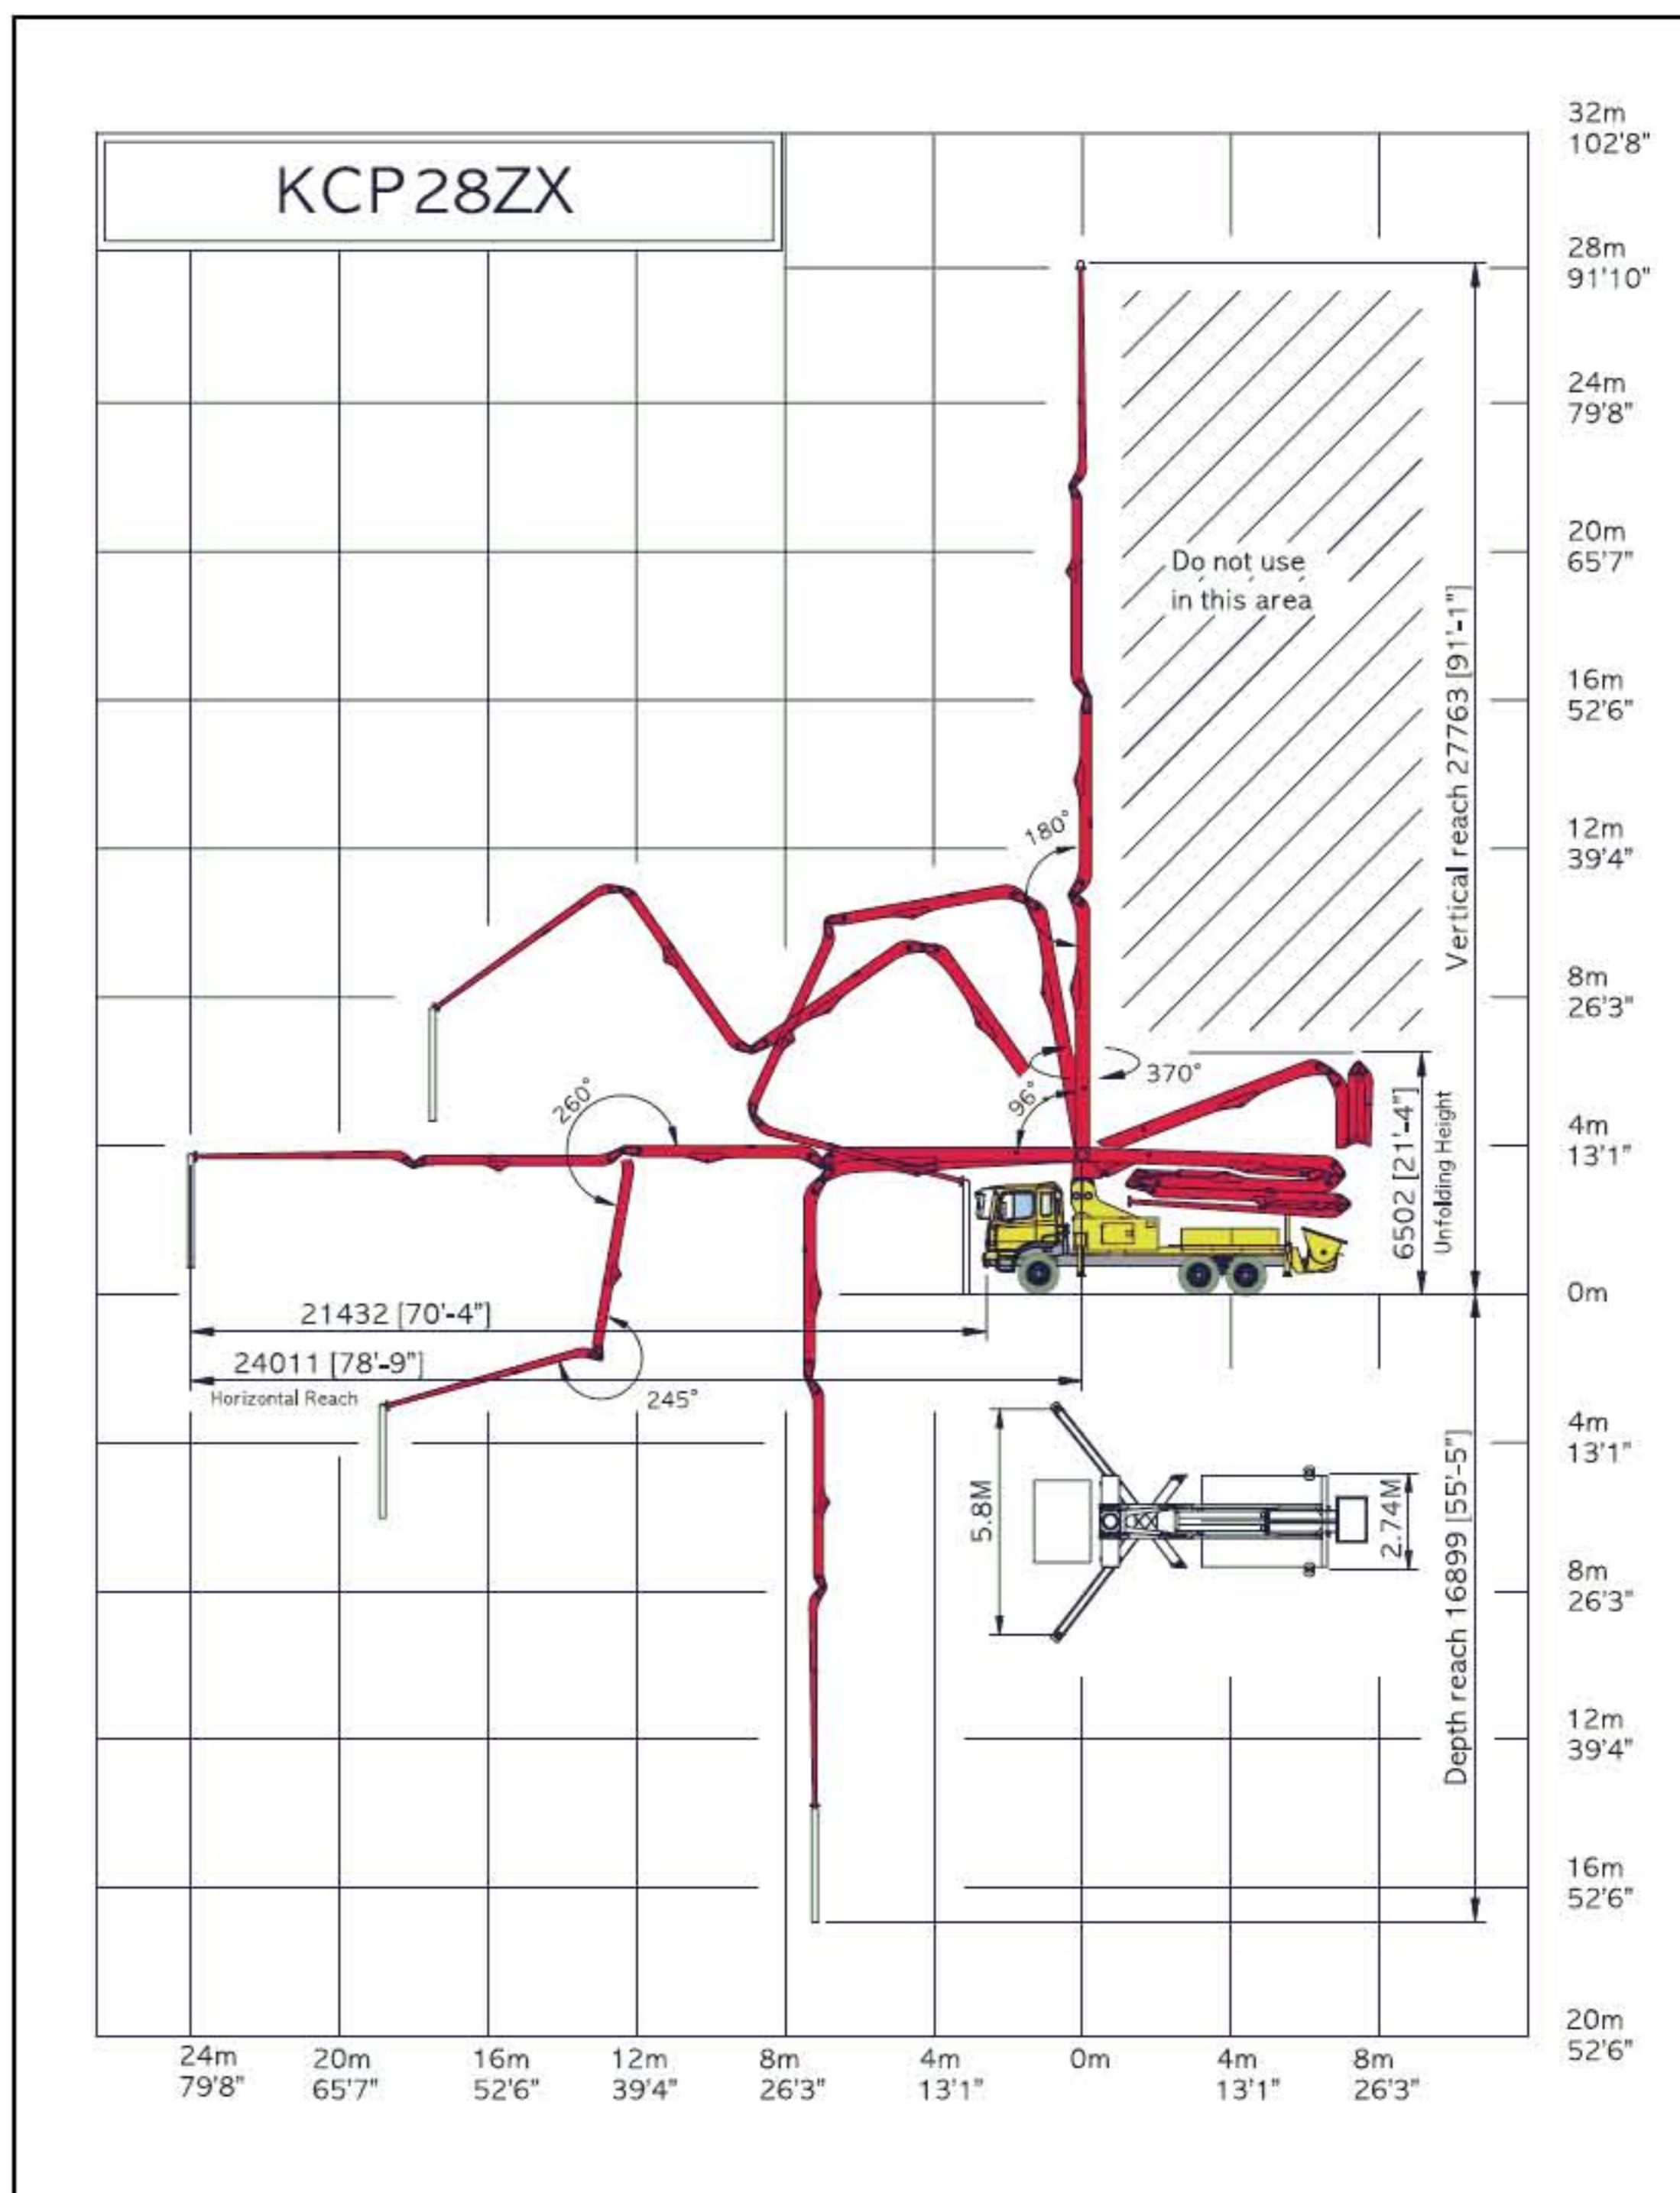 KCP28ZX
32m
102'8"
28m
91'10"
24m
79'8"
20m
65'7"
16m
52'6"
12m
39'4"
8m
26'3"
4m
13'1"
0m
4m
13'1"
8m
26'3"
12m
39'4"
16m
52'6"
20m
52'6"
Do not use
in this area
Vertical reach 27763 [91'-1"]
180°
370°
96°
260°
6502 [21'-4"]
Unfolding Height
21432 [70'-4"]
24011 [78'-9"]
Horizontal Reach
245°
5.8M
2.74M
Depth reach 16899 [55'-5"]
24m
79'8"
20m
65'7"
16m
52'6"
12m
39'4"
8m
26'3"
4m
13'1"
0m
4m
13'1"
8m
26'3"